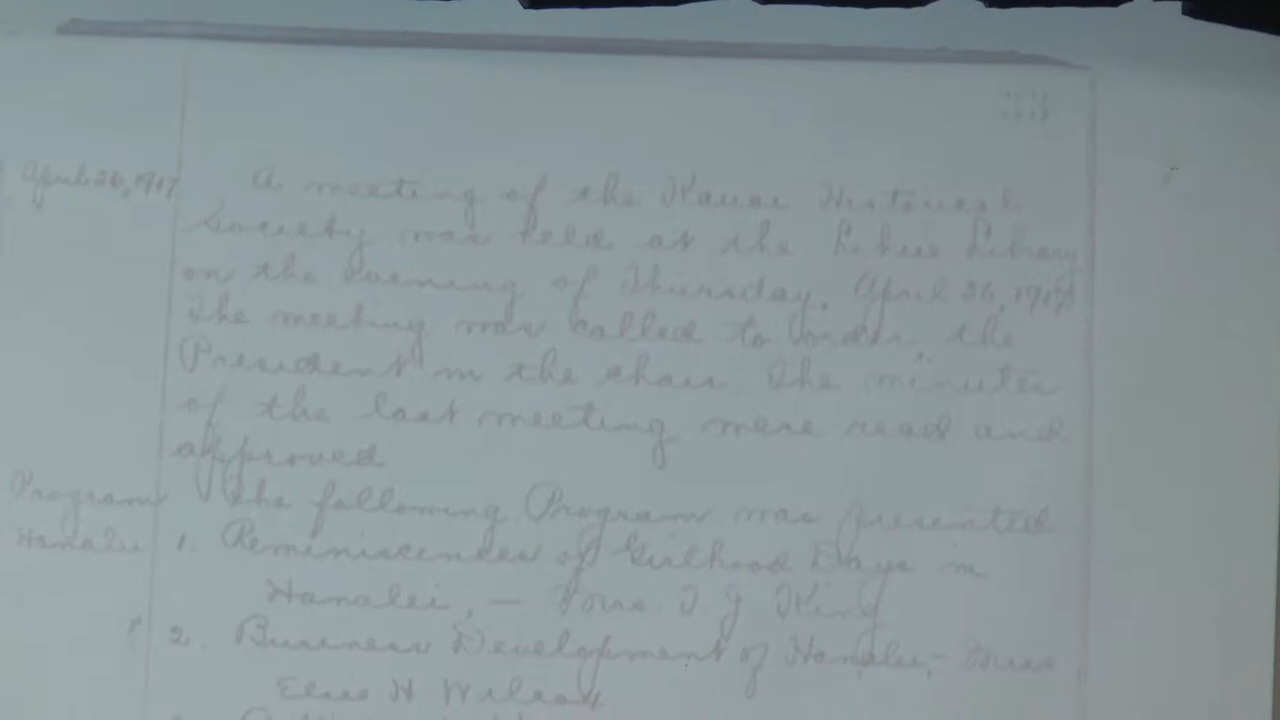 April 26, 1917
A meeting of the Kauai Historical
Society was held at the Lihue Library
on the evening of Thursday, April 26, 1917
The meeting was called to order, the
President in the chair. The minutes
of the last meeting were read and
approved
Program The following Program was presented
Hanalei 1. Reminiscences of Girlhood Days in
Hanalei, — Mrs. T J King
" 2. Business Development of Hanalei, - Miss
Elsie H Wilcox